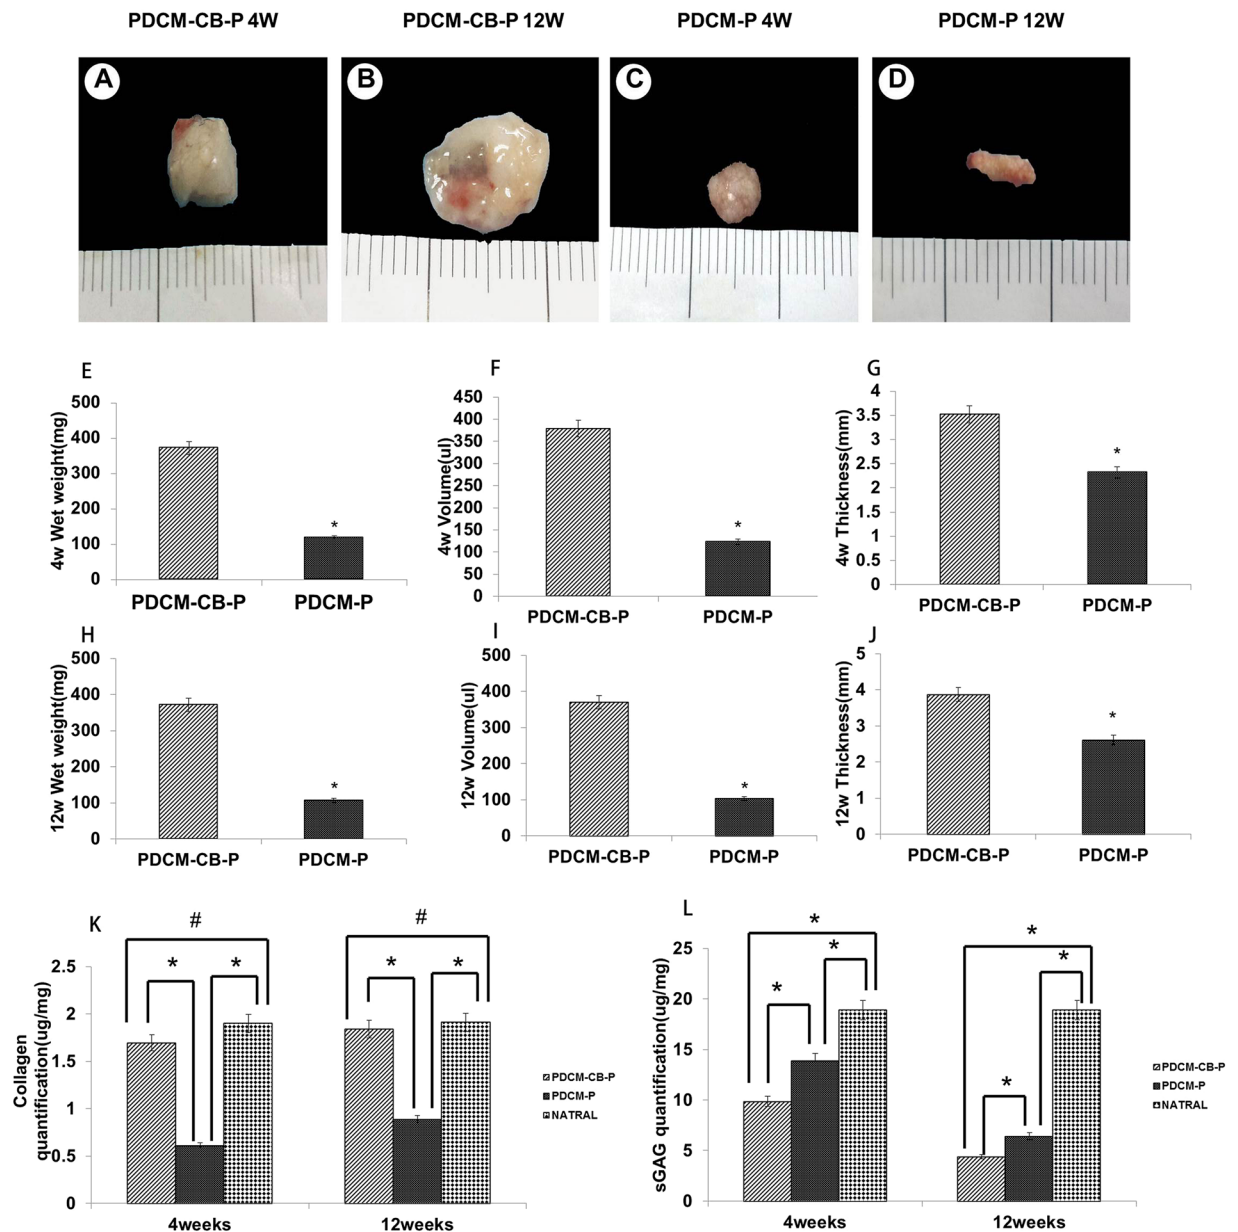 PDCM-CB-P 4W
PDCM-CB-P 12W
PDCM-P 4W
PDCM-P 12W
A
B
C
D
E
4w Wet weight(mg)
500
400
300
200
100
0
PDCM-CB-P
PDCM-P
*
F
4w Volume(ul)
450
400
350
300
250
200
150
100
50
0
PDCM-CB-P
PDCM-P
*
G
4w Thickness(mm)
4
3.5
3
2.5
2
1.5
1
0.5
0
PDCM-CB-P
PDCM-P
*
H
12w Wet weight(mg)
500
400
300
200
100
0
PDCM-CB-P
PDCM-P
*
I
12w Volume(ul)
500
400
300
200
100
0
PDCM-CB-P
PDCM-P
*
J
12w Thickness(mm)
5
4
3
2
1
0
PDCM-CB-P
PDCM-P
*
K
Collagen
quantification(ug/mg)
2.5
2
1.5
1
0.5
0
#
*
*
#
*
*
4weeks
12weeks
PDCM-CB-P
PDCM-P
NATRAL
L
sGAG quantification(ug/mg)
25
20
15
10
5
0
*
*
*
*
*
*
4weeks
12weeks
PDCM-CB-P
PDCM-P
NATRAL